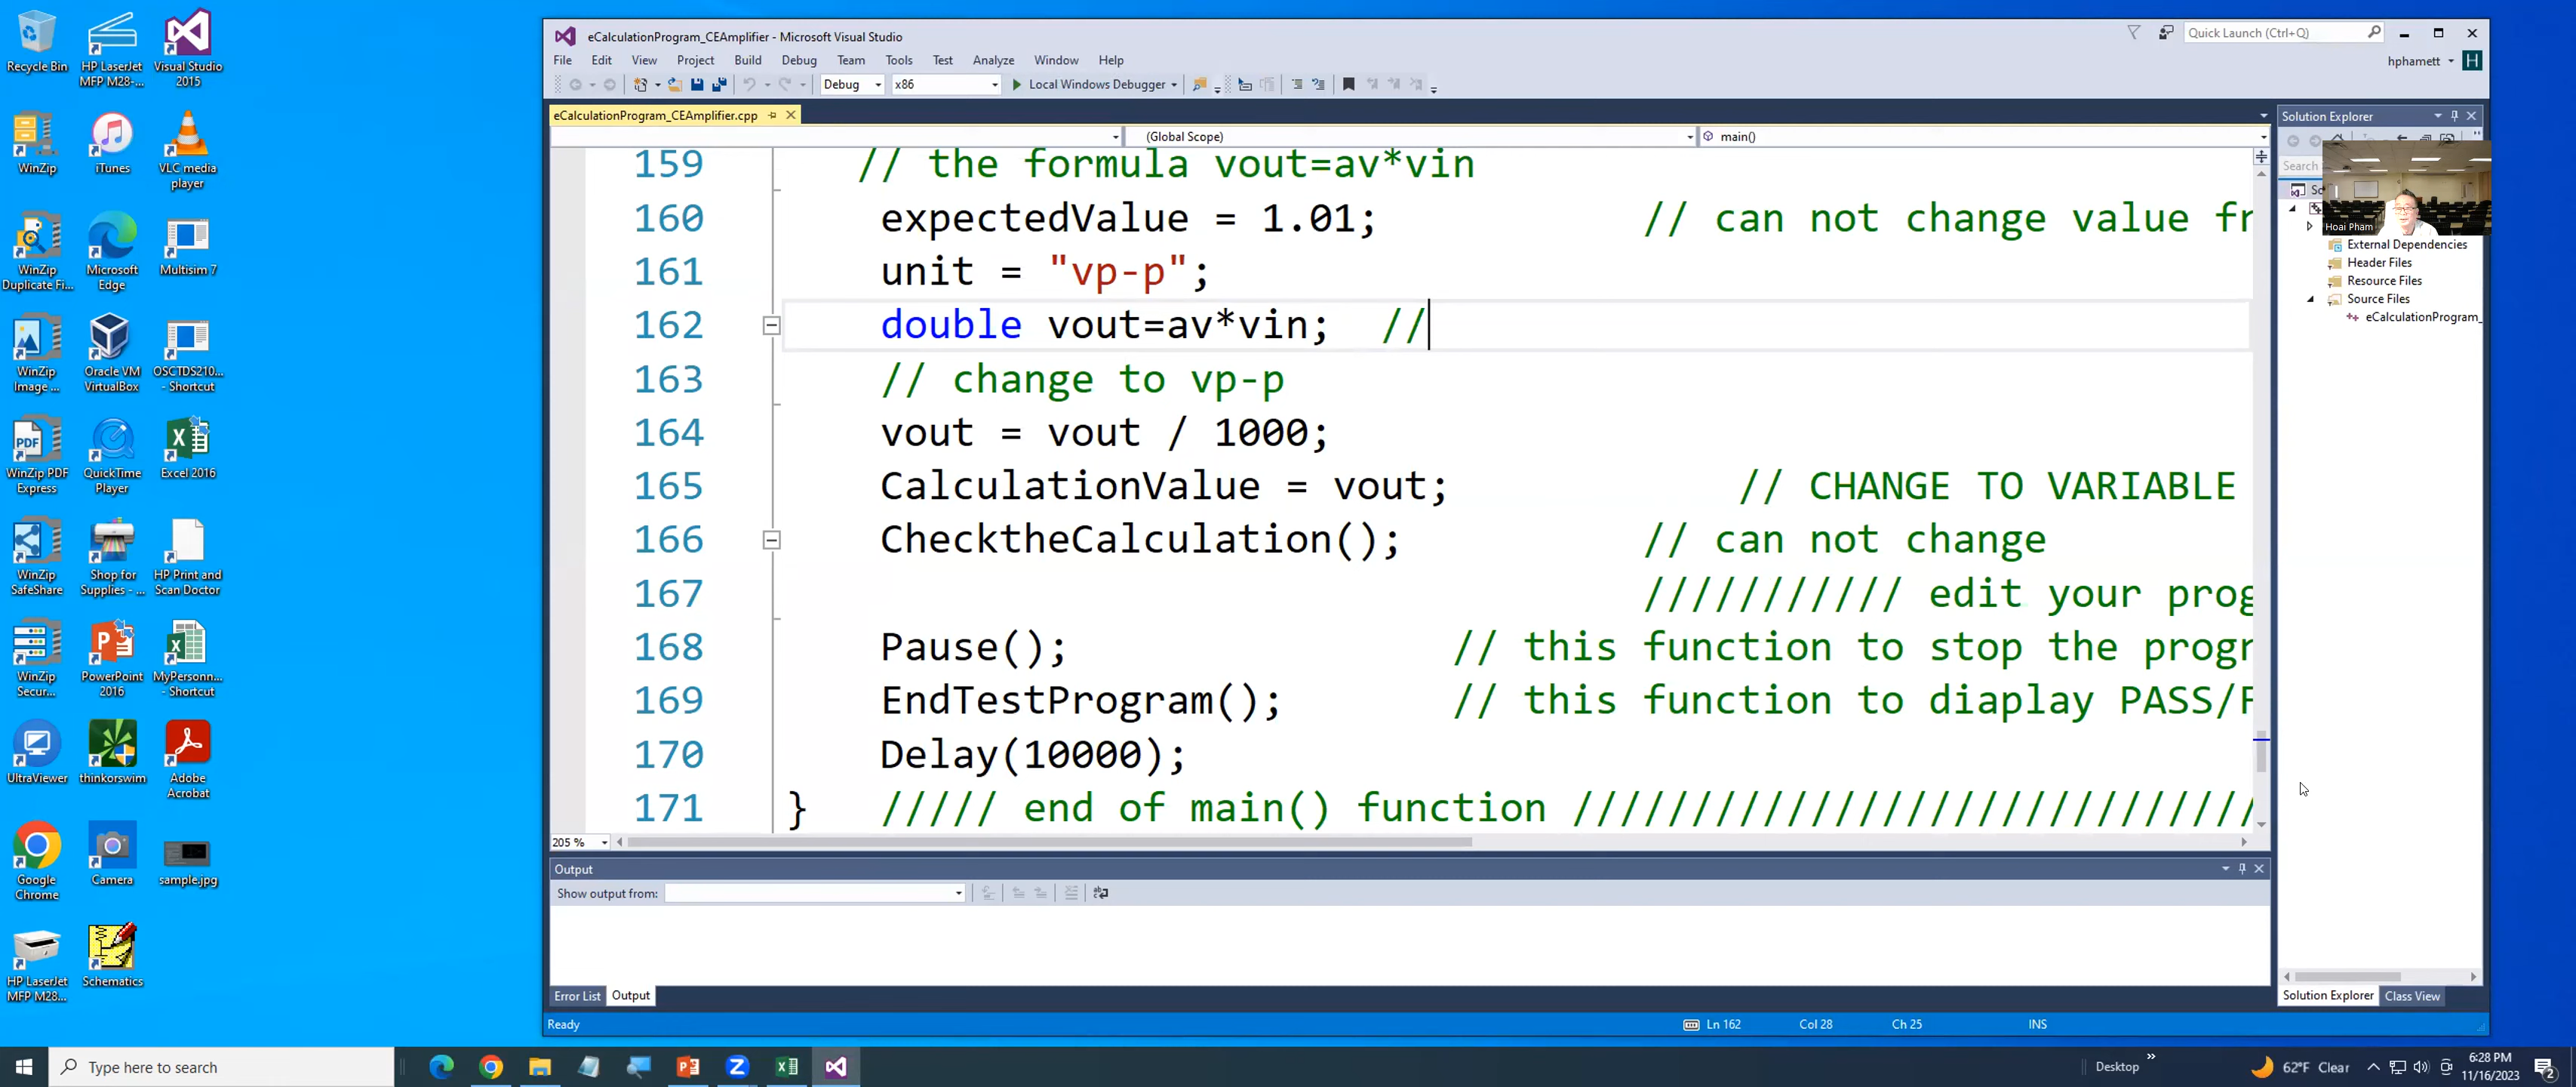 Recycle Bin
HP LaserJet MFP M28-...
Visual Studio 2015
WinZip
iTunes
VLC media player
WinZip Duplicate Fi...
Microsoft Edge
Multisim 7
WinZip Image ...
Oracle VM VirtualBox
OSCTDS210... - Shortcut
WinZip PDF Express
QuickTime Player
Excel 2016
WinZip SafeShare
Shop for Supplies - ...
HP Print and Scan Doctor
WinZip Secur...
PowerPoint 2016
MyPersonn... - Shortcut
UltraViewer
thinkorswim
Adobe Acrobat
Google Chrome
Camera
sample.jpg
HP LaserJet MFP M28...
Schematics
eCalculationProgram_CEAmplifier - Microsoft Visual Studio
Quick Launch (Ctrl+Q)
File Edit View Project Build Debug Team Tools Test Analyze Window Help
hphamett H
Debug x86 Local Windows Debugger
eCalculationProgram_CEAmplifier.cpp
(Global Scope) main()
159 // the formula vout=av*vin
160 expectedValue = 1.01; // can not change value fr
161 unit = "vp-p";
162 double vout=av*vin; //
163 // change to vp-p
164 vout = vout / 1000;
165 CalculationValue = vout; // CHANGE TO VARIABLE
166 ChecktheCalculation(); // can not change
167 /////////// edit your prog
168 Pause(); // this function to stop the progr
169 EndTestProgram(); // this function to diaplay PASS/F
170 Delay(10000);
171 } ///// end of main() function /////////////////////////////
205 %
Output
Show output from:
Error List Output
Solution Explorer
Search
So
Hoai Pham
External Dependencies
Header Files
Resource Files
Source Files
eCalculationProgram_
Solution Explorer Class View
Ready Ln 162 Col 28 Ch 25 INS
Type here to search
Desktop
62°F Clear
6:28 PM
11/16/2023
2